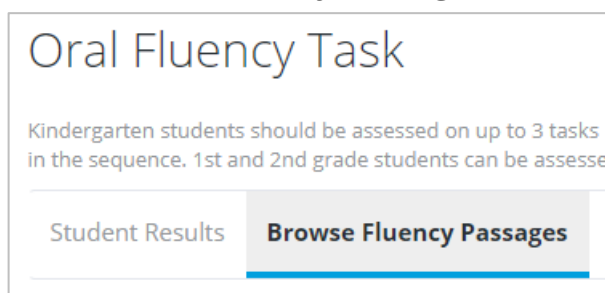 Oral Fluency Task
Kindergarten students should be assessed on up to 3 tasks
in the sequence. 1st and 2nd grade students can be
Student Results Browse Fluency Passages